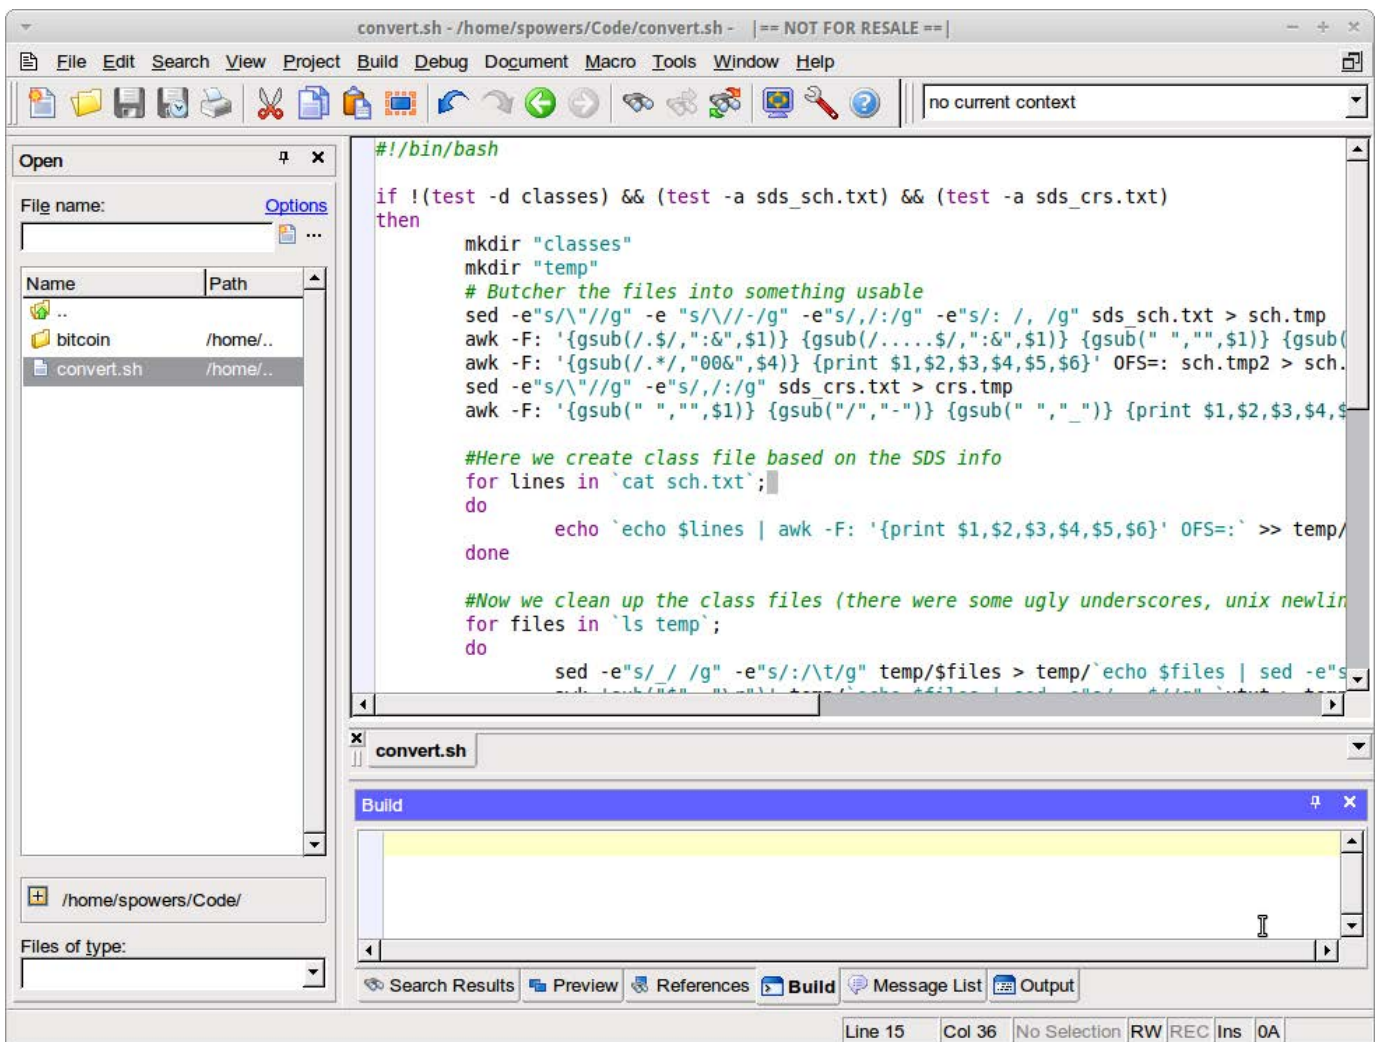 convert.sh - /home/spowers/Code/convert.sh - |== NOT FOR RESALE ==|
File Edit Search View Project Build Debug Document Macro Tools Window Help
no current context
Open
File name: Options
...
Name Path
..
bitcoin /home/..
convert.sh /home/..
/home/spowers/Code/
Files of type:
#!/bin/bash
if !(test -d classes) && (test -a sds_sch.txt) && (test -a sds_crs.txt)
then
mkdir "classes"
mkdir "temp"
# Butcher the files into something usable
sed -e"s/\"//g" -e "s/\//-/g" -e"s/,/:/g" -e"s/: /, /g" sds_sch.txt > sch.tmp
awk -F: '{gsub(/.$/,":&",$1)} {gsub(/.....$/,":&",$1)} {gsub(" ","",$1)} {gsub(
awk -F: '{gsub(/.*/,"00&",$4)} {print $1,$2,$3,$4,$5,$6}' OFS=: sch.tmp2 > sch.
sed -e"s/\"//g" -e"s/,/:/g" sds_crs.txt > crs.tmp
awk -F: '{gsub(" ","",$1)} {gsub("/","-")} {gsub(" ","_")} {print $1,$2,$3,$4,$
#Here we create class file based on the SDS info
for lines in `cat sch.txt`;
do
echo `echo $lines | awk -F: '{print $1,$2,$3,$4,$5,$6}' OFS=:` >> temp/
done
#Now we clean up the class files (there were some ugly underscores, unix newlin
for files in `ls temp`;
do
sed -e"s/_/ /g" -e"s/:/\t/g" temp/$files > temp/`echo $files | sed -e"s
convert.sh
Build
Search Results Preview References Build Message List Output
Line 15 Col 36 No Selection RW REC Ins 0A